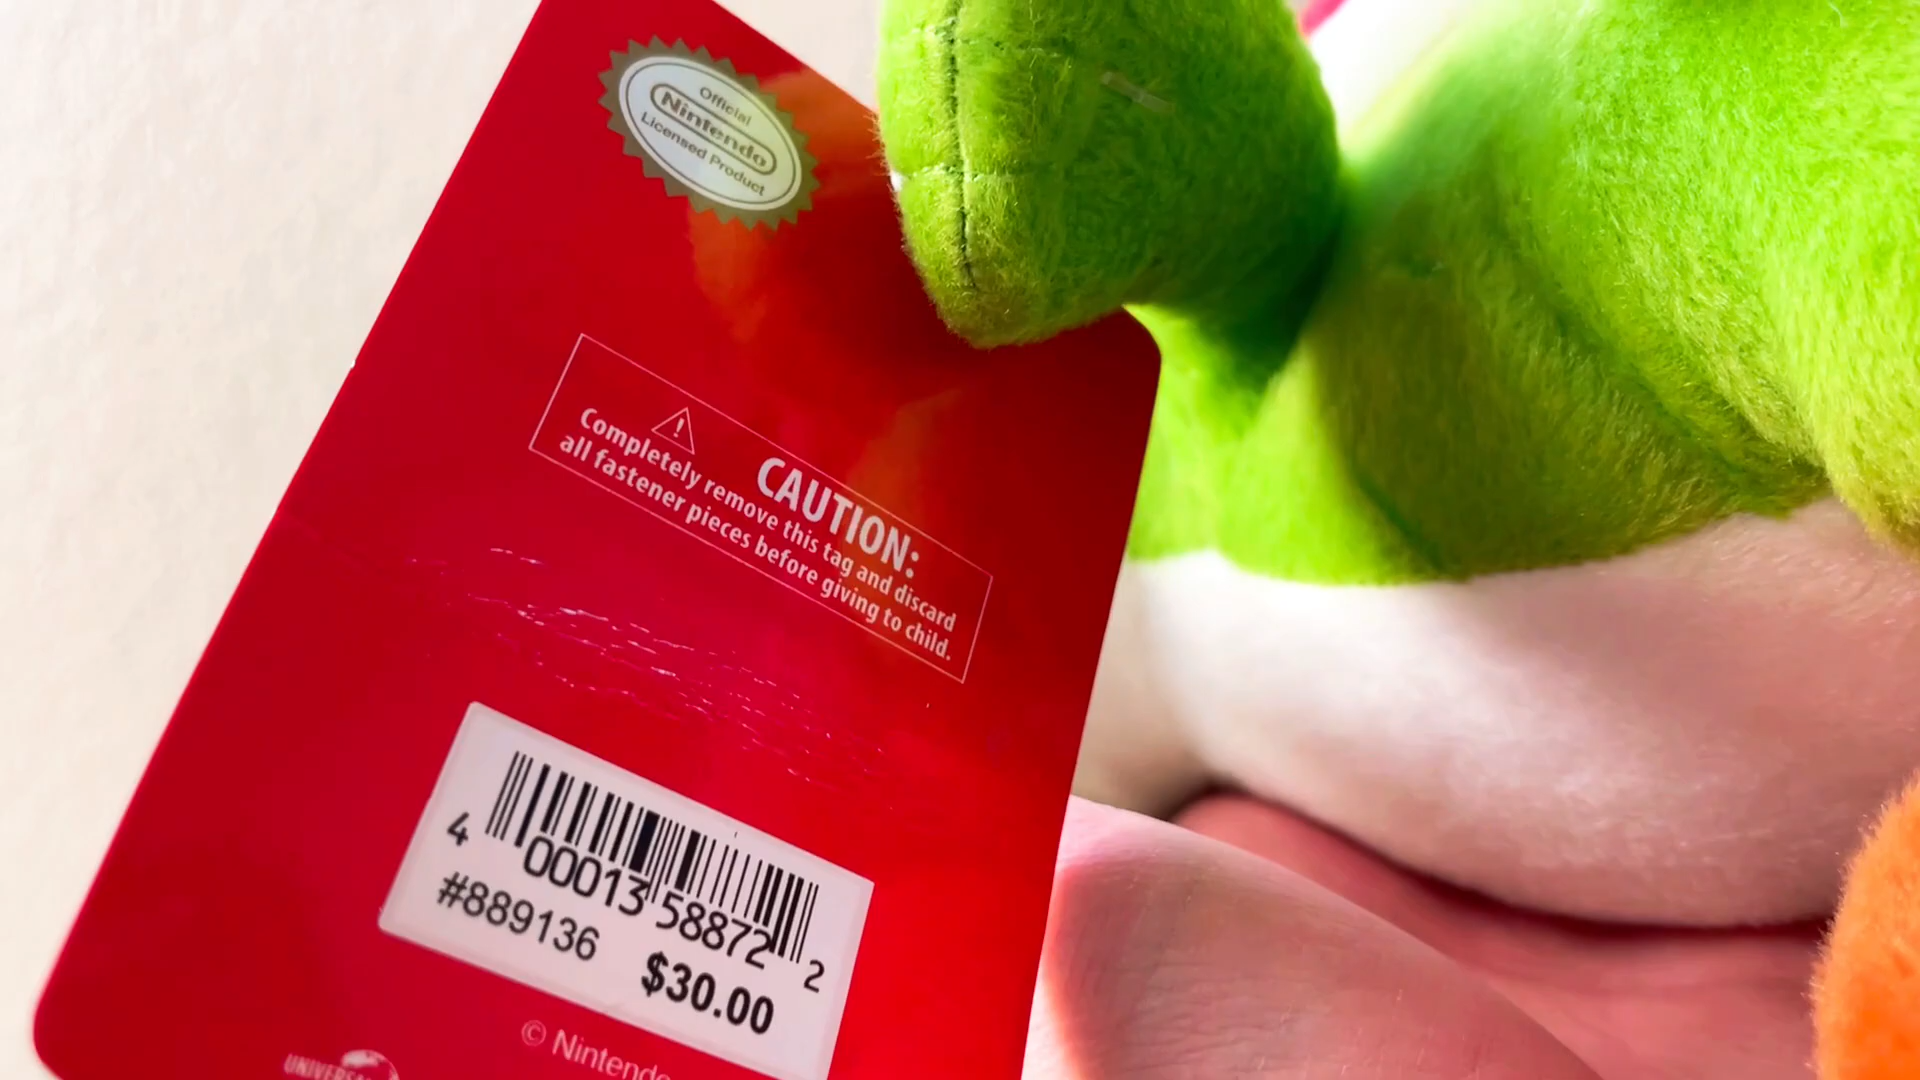 Official
Nintendo
Licensed Product
CAUTION:
Completely remove this tag and discard
all fastener pieces before giving to child.
4 00013 58872 2
#889136
$30.00
© Nintendo
UNIVERSAL